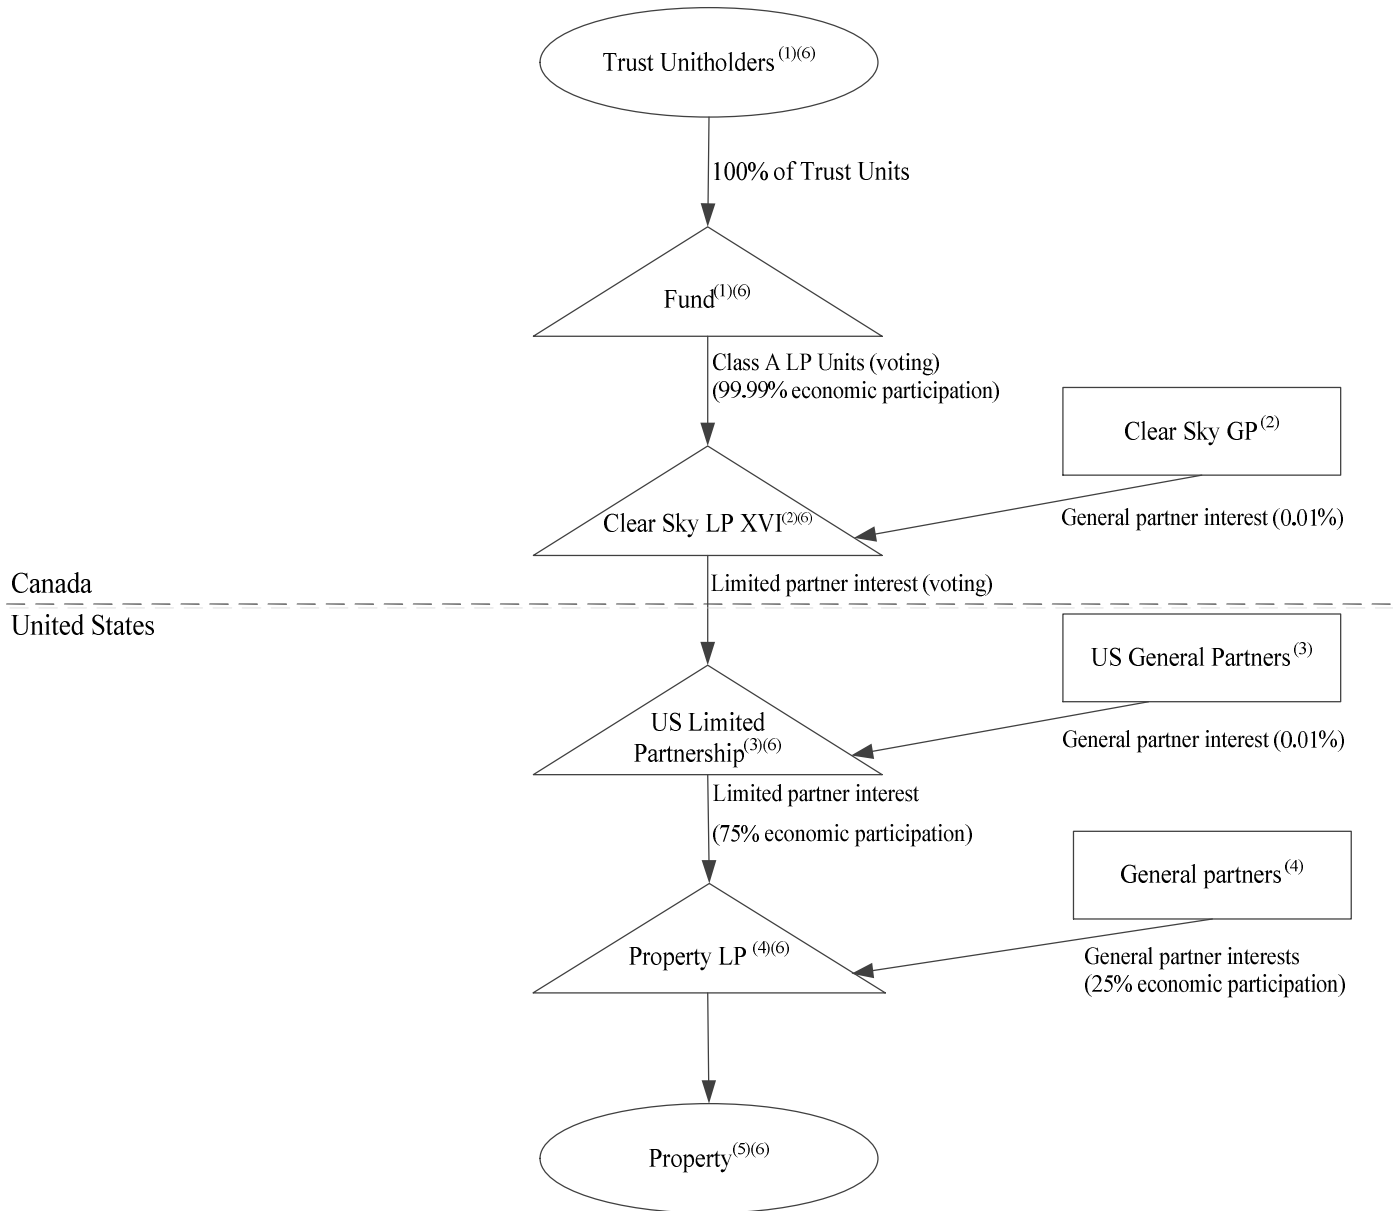 Trust Unitholders (1)(6)
100% of Trust Units
Fund(1)(6)
Class A LP Units (voting)
(99.99% economic participation)
Clear Sky GP (2)
Clear Sky LP XVI(2)(6)
General partner interest (0.01%)
Canada
Limited partner interest (voting)
United States
US General Partners (3)
US Limited
Partnership(3)(6)
General partner interest (0.01%)
Limited partner interest
(75% economic participation)
General partners (4)
Property LP (4)(6)
General partner interests
(25% economic participation)
Property(5)(6)